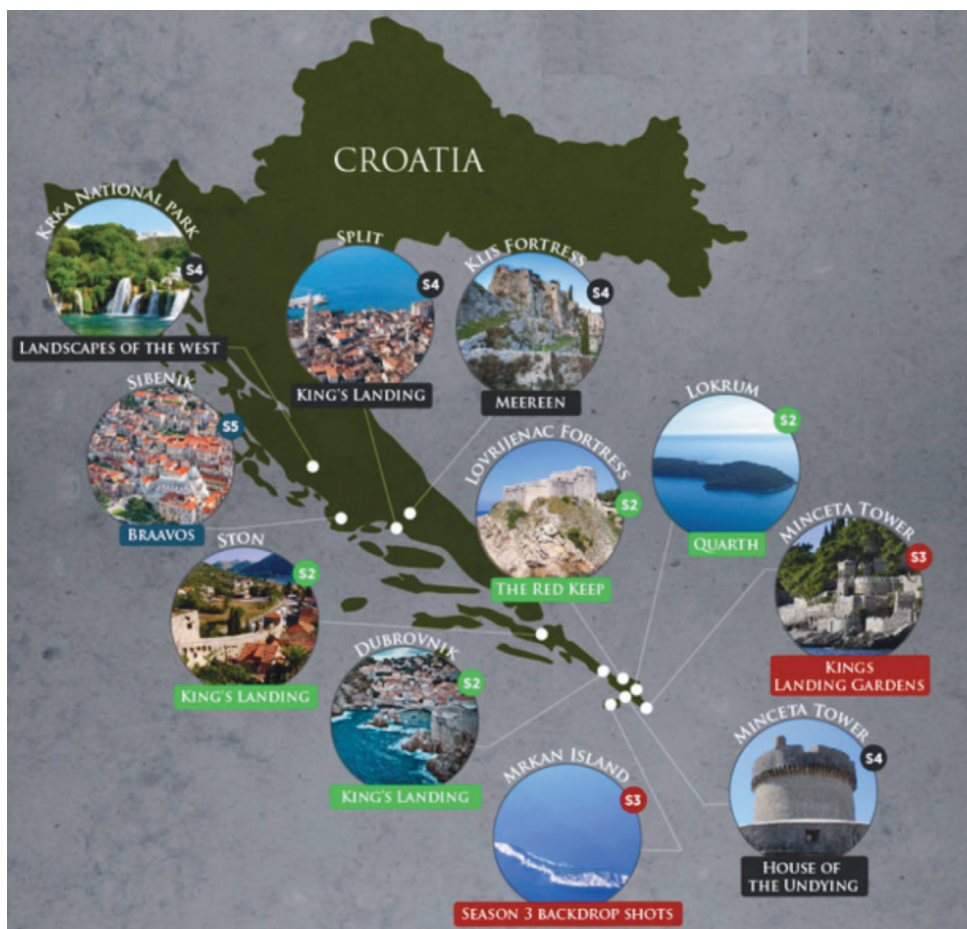 CROATIA
KRKA NATIONAL PARK
S4
LANDSCAPES OF THE WEST
SPLIT
S4
KING'S LANDING
KLIS FORTRESS
S4
MEEREEN
SIBENIK
S5
BRAAVOS
LOVRIJENAC FORTRESS
S2
THE RED KEEP
LOKRUM
S2
QUARTH
MINCETA TOWER
S3
KINGS
LANDING GARDENS
STON
S2
KING'S LANDING
DUBROVNIK
S2
KING'S LANDING
MRKAN ISLAND
S3
SEASON 3 BACKDROP SHOTS
MINCETA TOWER
S4
HOUSE OF
THE UNDYING